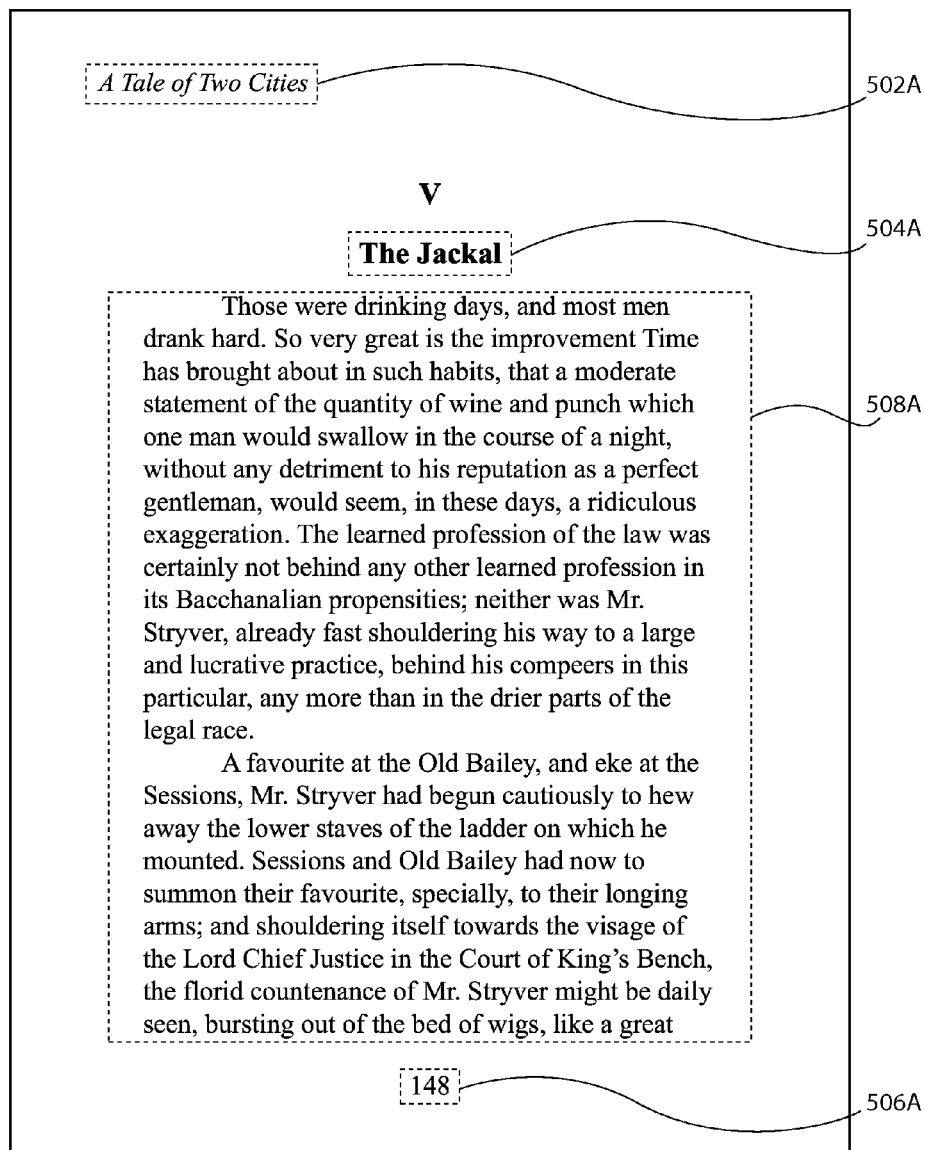 A Tale of Two Cities
502A
V
504A
The Jackal
Those were drinking days, and most men
drank hard. So very great is the improvement Time
has brought about in such habits, that a moderate
statement of the quantity of wine and punch which
508A
one man would swallow in the course of a night,
without any detriment to his reputation as a perfect
gentleman, would seem, in these days, a ridiculous
exaggeration. The learned profession of the law was
certainly not behind any other learned profession in
its Bacchanalian propensities; neither was Mr.
Stryver, already fast shouldering his way to a large
and lucrative practice, behind his compeers in this
particular, any more than in the drier parts of the
legal race.
A favourite at the Old Bailey, and eke at the
Sessions, Mr. Stryver had begun cautiously to hew
away the lower staves of the ladder on which he
mounted. Sessions and Old Bailey had now to
summon their favourite, specially, to their longing
arms; and shouldering itself towards the visage of
the Lord Chief Justice in the Court of King’s Bench,
the florid countenance of Mr. Stryver might be daily
seen, bursting out of the bed of wigs, like a great
148
506A